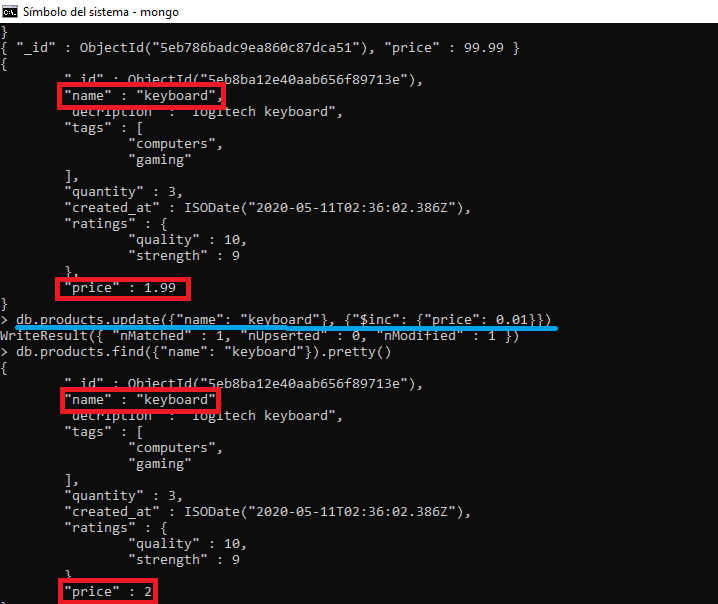 Símbolo del sistema - mongo
}
{ "_id" : ObjectId("5eb786badc9ea860c87dca51"), "price" : 99.99 }
{
"_id" : ObjectId("5eb8ba12e40aab656f89713e"),
"name" : "keyboard",
"decription" : "logitech keyboard",
"tags" : [
"computers",
"gaming"
],
"quantity" : 3,
"created_at" : ISODate("2020-05-11T02:36:02.386Z"),
"ratings" : {
"quality" : 10,
"strength" : 9
},
"price" : 1.99
}
> db.products.update({"name": "keyboard"}, {"$inc": {"price": 0.01}})
WriteResult({ "nMatched" : 1, "nUpserted" : 0, "nModified" : 1 })
> db.products.find({"name": "keyboard"}).pretty()
{
"_id" : ObjectId("5eb8ba12e40aab656f89713e"),
"name" : "keyboard"
"decription" : "logitech keyboard",
"tags" : [
"computers",
"gaming"
],
"quantity" : 3,
"created_at" : ISODate("2020-05-11T02:36:02.386Z"),
"ratings" : {
"quality" : 10,
"strength" : 9
}
"price" : 2